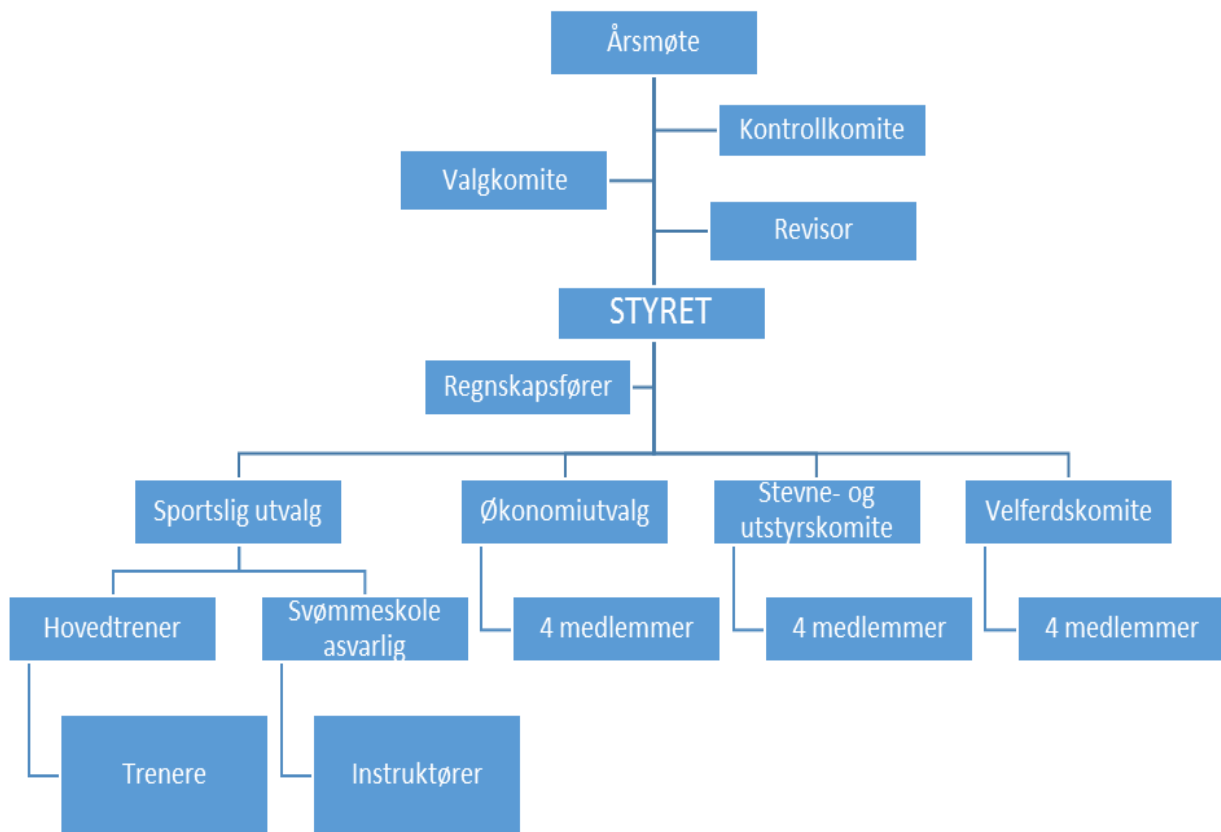 Årsmøte
Kontrollkomite
Valgkomite
Revisor
STYRET
Regnskapsfører
Sportslig utvalg
Økonomiutvalg
Stevne- og
utstyrskomite
Velferdskomite
Hovedtrener
Svømmeskole
asvarlig
4 medlemmer
4 medlemmer
4 medlemmer
Trenere
Instruktører